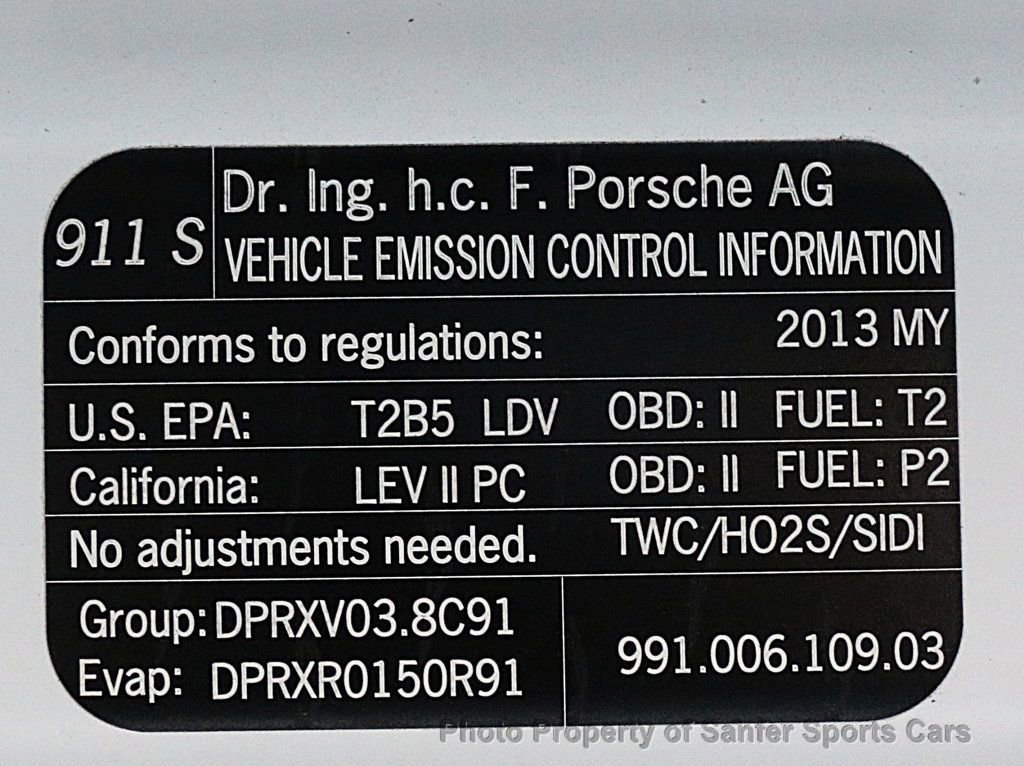 911 S
Dr. Ing. h.c. F. Porsche AG
VEHICLE EMISSION CONTROL INFORMATION
Conforms to regulations: 2013 MY
U.S. EPA: T2B5 LDV OBD: II FUEL: T2
California: LEV II PC OBD: II FUEL: P2
No adjustments needed. TWC/HO2S/SIDI
Group: DPRXV03.8C91
Evap: DPRXR0150R91
991.006.109.03
Photo Property of Sanfer Sports Cars